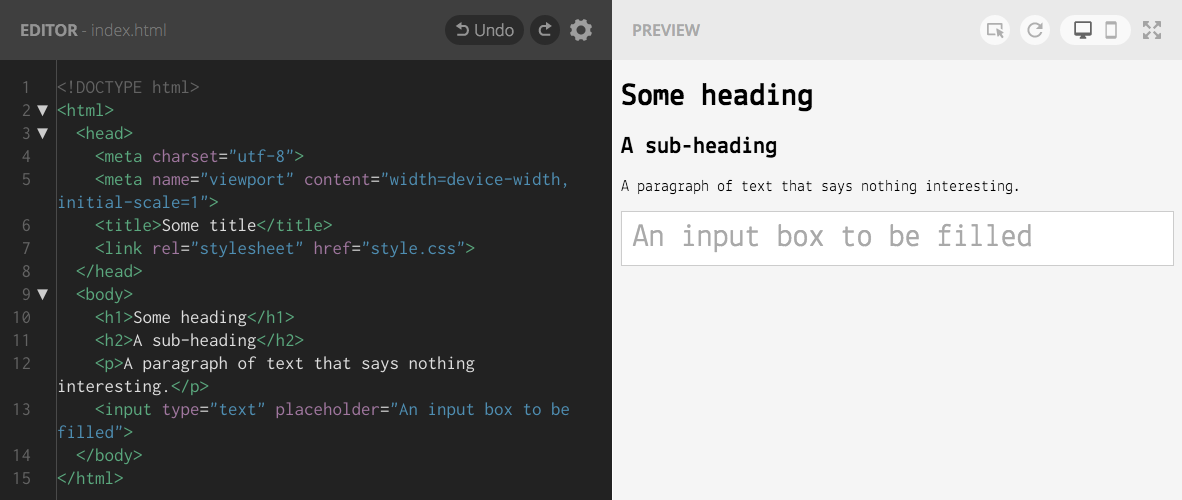 EDITOR - index.html
Undo
1 <!DOCTYPE html>
2 <html>
3 <head>
4 <meta charset="utf-8">
5 <meta name="viewport" content="width=device-width,
initial-scale=1">
6 <title>Some title</title>
7 <link rel="stylesheet" href="style.css">
8 </head>
9 <body>
10 <h1>Some heading</h1>
11 <h2>A sub-heading</h2>
12 <p>A paragraph of text that says nothing
interesting.</p>
13 <input type="text" placeholder="An input box to be
filled">
14 </body>
15 </html>
PREVIEW
Some heading
A sub-heading
A paragraph of text that says nothing interesting.
An input box to be filled